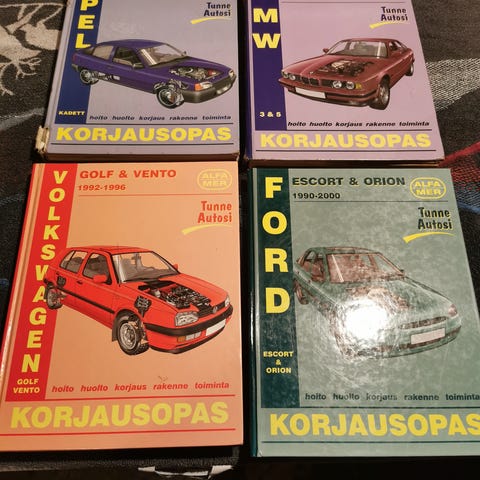 PEL
Tunne
Autosi
KADETT
hoito huolto korjaus rakenne toiminta
KORJAUSOPAS
MW
Tunne
Autosi
3 & 5
hoito huolto korjaus rakenne toiminta
KORJAUSOPAS
VOLKSWAGEN
GOLF & VENTO
1992-1996
ALFA
MER
Tunne
Autosi
GOLF
VENTO
hoito huolto korjaus rakenne toiminta
KORJAUSOPAS
FORD
ESCORT & ORION
1990-2000
ALFA
MER
Tunne
Autosi
ESCORT
&
ORION
hoito huolto korjaus rakenne toiminta
KORJAUSOPAS